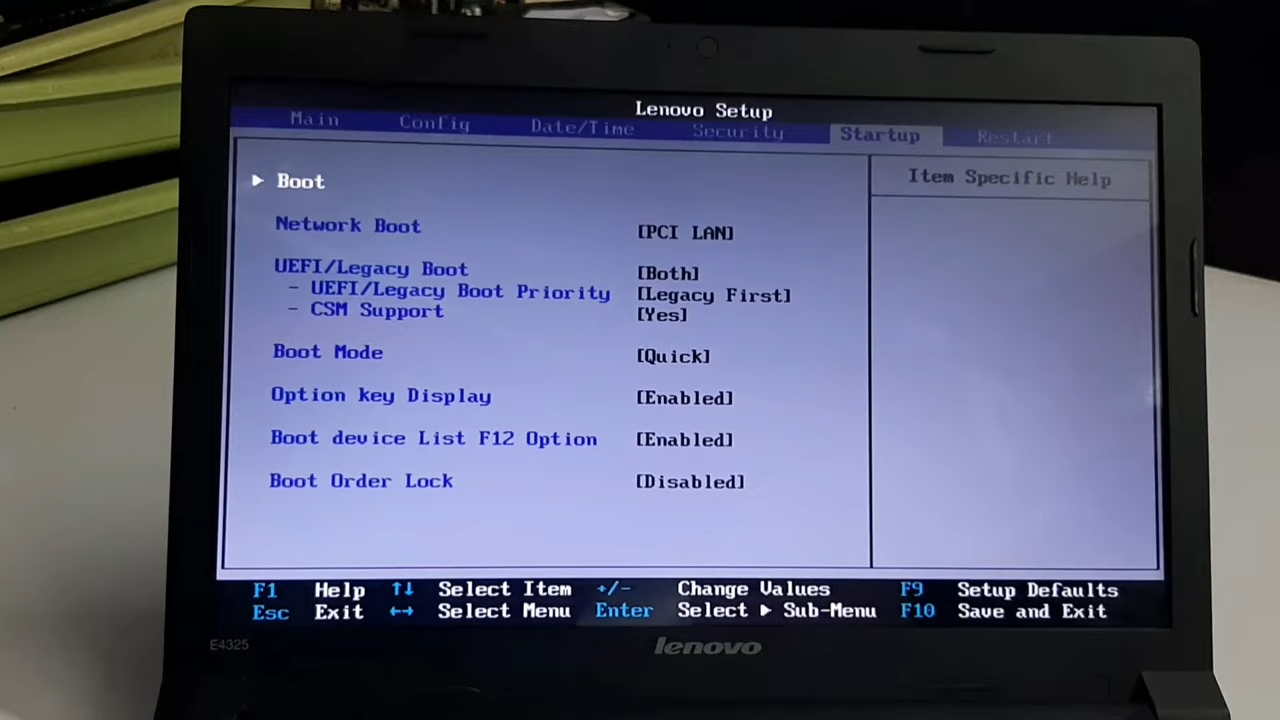 Lenovo Setup
Main Config Date/Time Security Startup Restart
Boot
Item Specific Help
Network Boot [PCI LAN]
UEFI/Legacy Boot [Both]
- UEFI/Legacy Boot Priority [Legacy First]
- CSM Support [Yes]
Boot Mode [Quick]
Option key Display [Enabled]
Boot device List F12 Option [Enabled]
Boot Order Lock [Disabled]
F1 Help ↑↓ Select Item +/- Change Values F9 Setup Defaults
Esc Exit ←→ Select Menu Enter Select ▶ Sub-Menu F10 Save and Exit
E4325
lenovo